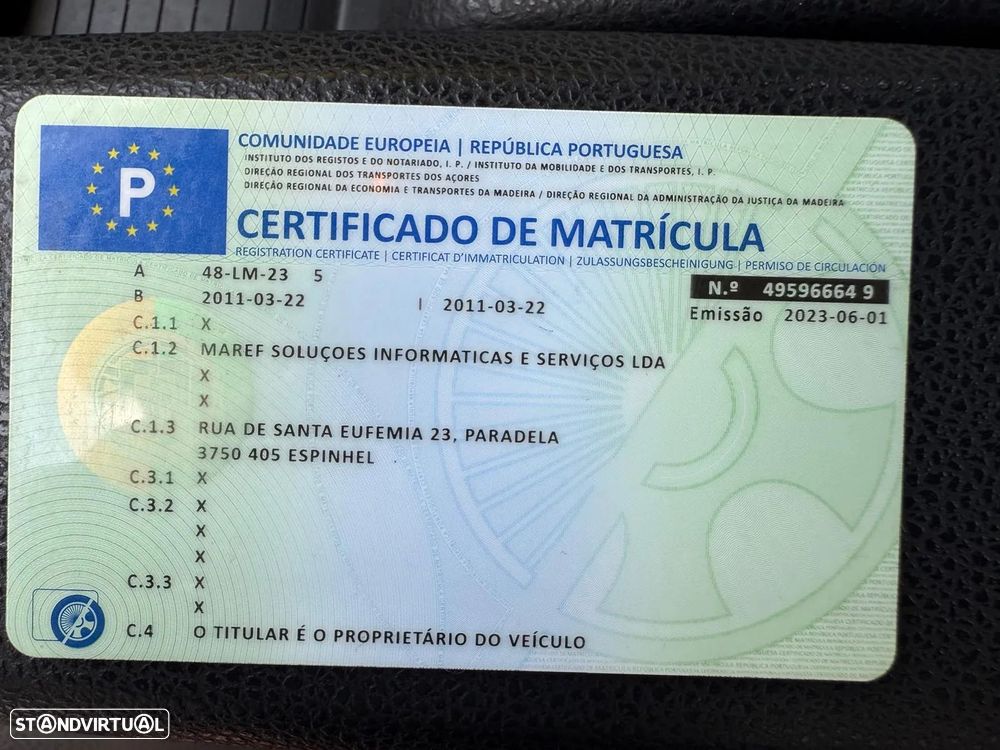 P
COMUNIDADE EUROPEIA | REPÚBLICA PORTUGUESA
INSTITUTO DOS REGISTOS E DO NOTARIADO, I. P. / INSTITUTO DA MOBILIDADE E DOS TRANSPORTES, I. P.
DIREÇÃO REGIONAL DOS TRANSPORTES DOS AÇORES
DIREÇÃO REGIONAL DA ECONOMIA E TRANSPORTES DA MADEIRA / DIREÇÃO REGIONAL DA ADMINISTRAÇÃO DA JUSTIÇA DA MADEIRA
CERTIFICADO DE MATRÍCULA
REGISTRATION CERTIFICATE | CERTIFICAT D'IMMATRICULATION | ZULASSUNGSBESCHEINIGUNG | PERMISO DE CIRCULACIÓN
A 48-LM-23 5
N.º 49596664 9
B 2011-03-22 I 2011-03-22
Emissão 2023-06-01
C.1.1 X
C.1.2 MAREF SOLUÇOES INFORMATICAS E SERVIÇOS LDA
X
X
C.1.3 RUA DE SANTA EUFEMIA 23, PARADELA
3750 405 ESPINHEL
C.3.1 X
C.3.2 X
X
X
C.3.3 X
X
C.4 O TITULAR É O PROPRIETÁRIO DO VEÍCULO
STANDVIRTUAL